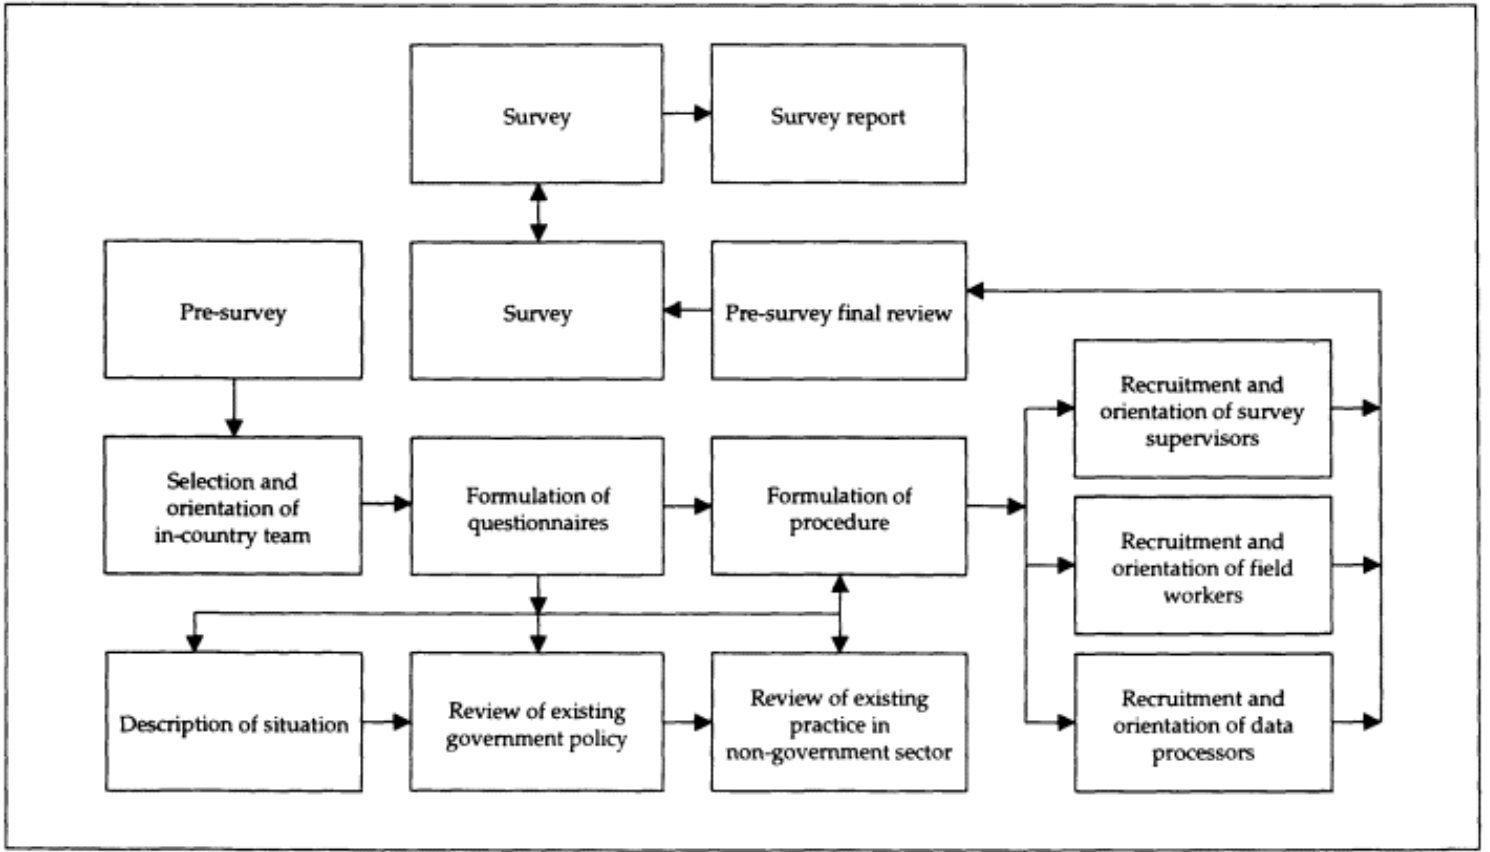 Survey
Survey report
Pre-survey
Survey
Pre-survey final review
Selection and
orientation of
in-country team
Formulation of
questionnaires
Formulation of
procedure
Recruitment and
orientation of survey
supervisors
Recruitment and
orientation of field
workers
Recruitment and
orientation of data
processors
Description of situation
Review of existing
government policy
Review of existing
practice in
non-government sector